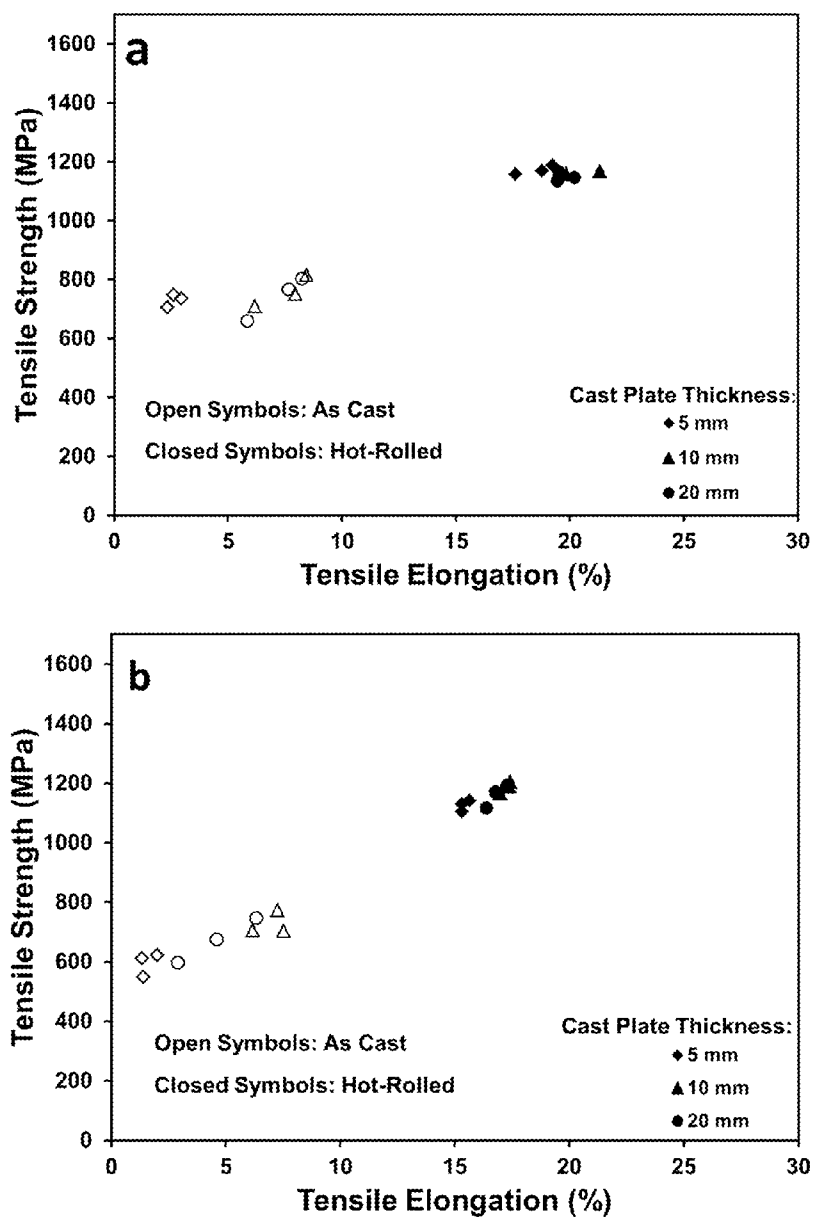 a
1600
1400
1200
1000
800
600
400
200
0
Tensile Strength (MPa)
Open Symbols: As Cast
Closed Symbols: Hot-Rolled
Cast Plate Thickness:
5 mm
10 mm
20 mm
0 5 10 15 20 25 30
Tensile Elongation (%)
b
1600
1400
1200
1000
800
600
400
200
0
Tensile Strength (MPa)
Open Symbols: As Cast
Closed Symbols: Hot-Rolled
Cast Plate Thickness:
5 mm
10 mm
20 mm
0 5 10 15 20 25 30
Tensile Elongation (%)